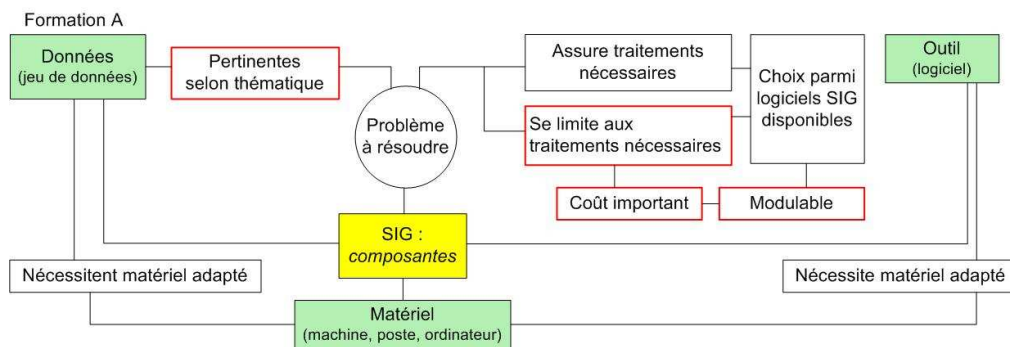 Formation A
Données
(jeu de données)
Pertinentes
selon thématique
Problème
à résoudre
Assure traitements
nécessaires
Se limite aux
traitements nécessaires
Choix parmi
logiciels SIG
disponibles
Outil
(logiciel)
Coût important
Modulable
SIG :
composantes
Nécessitent matériel adapté
Nécessite matériel adapté
Matériel
(machine, poste, ordinateur)